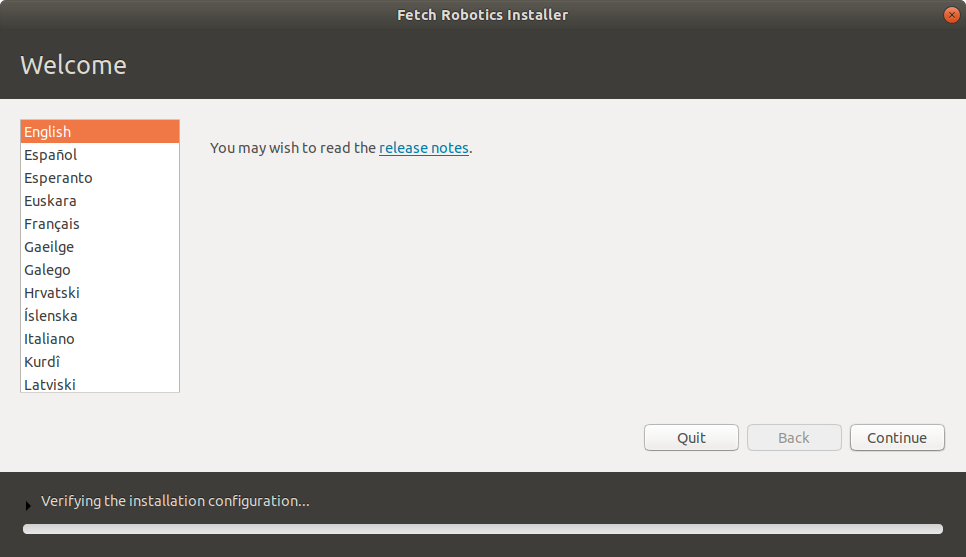 Fetch Robotics Installer
Welcome
English
Español
Esperanto
Euskara
Français
Gaeilge
Galego
Hrvatski
Íslenska
Italiano
Kurdî
Latviski
You may wish to read the release notes.
Quit
Back
Continue
Verifying the installation configuration...